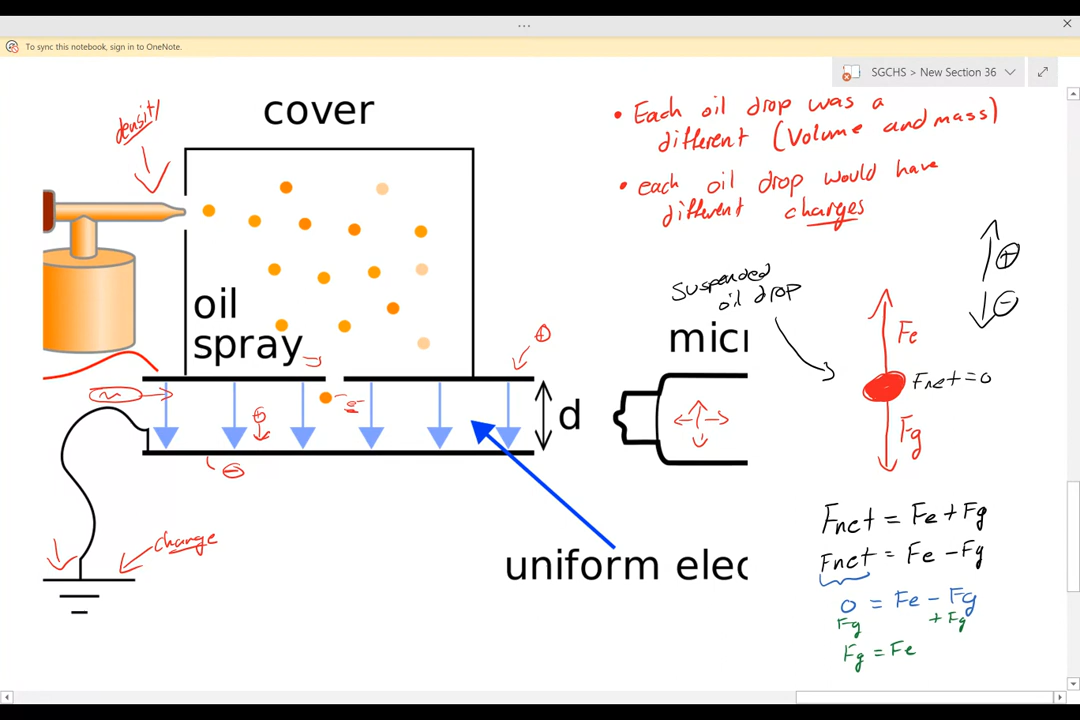 To sync this notebook, sign in to OneNote.
SGCHS > New Section 36
density
cover
• Each oil drop was a
different (Volume and mass)
• each oil drop would have
different charges
oil
spray
suspended
oil drop
⊕
⊖
micr
Fe
Fnet=0
Fg
⊕
e-
d
⊕
⊖
change
uniform elec
Fnet = Fe + Fg
Fnet = Fe - Fg
0 = Fe - Fg
Fg + Fg
Fg = Fe